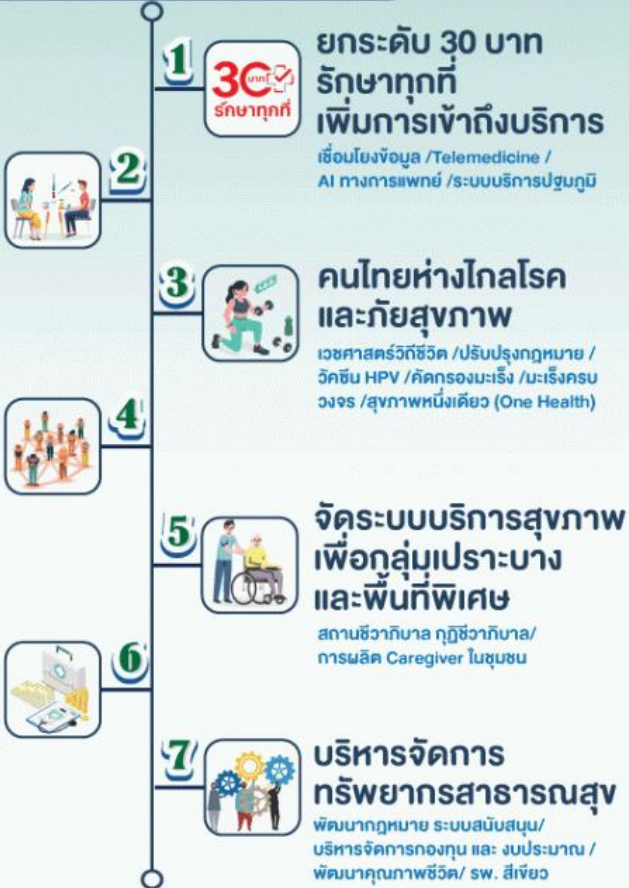 1
30 บาท
รักษาทุกที่
ยกระดับ 30 บาท
รักษาทุกที่
เพิ่มการเข้าถึงบริการ
เชื่อมโยงข้อมูล /Telemedicine /
AI ทางการแพทย์ /ระบบบริการปฐมภูมิ
2
3
คนไทยห่างไกลโรค
และภัยสุขภาพ
เวชศาสตร์วิถีชีวิต /ปรับปรุงกฎหมาย /
วัคซีน HPV /คัดกรองมะเร็ง /มะเร็งครบ
วงจร /สุขภาพหนึ่งเดียว (One Health)
4
5
จัดระบบบริการสุขภาพ
เพื่อกลุ่มเปราะบาง
และพื้นที่พิเศษ
สถานชีวาภิบาล กุฏิชีวาภิบาล/
การผลิต Caregiver ในชุมชน
6
7
บริหารจัดการ
ทรัพยากรสาธารณสุข
พัฒนากฎหมาย ระบบสนับสนุน/
บริหารจัดการกองทุน และ งบประมาณ /
พัฒนาคุณภาพชีวิต/ รพ. สีเขียว